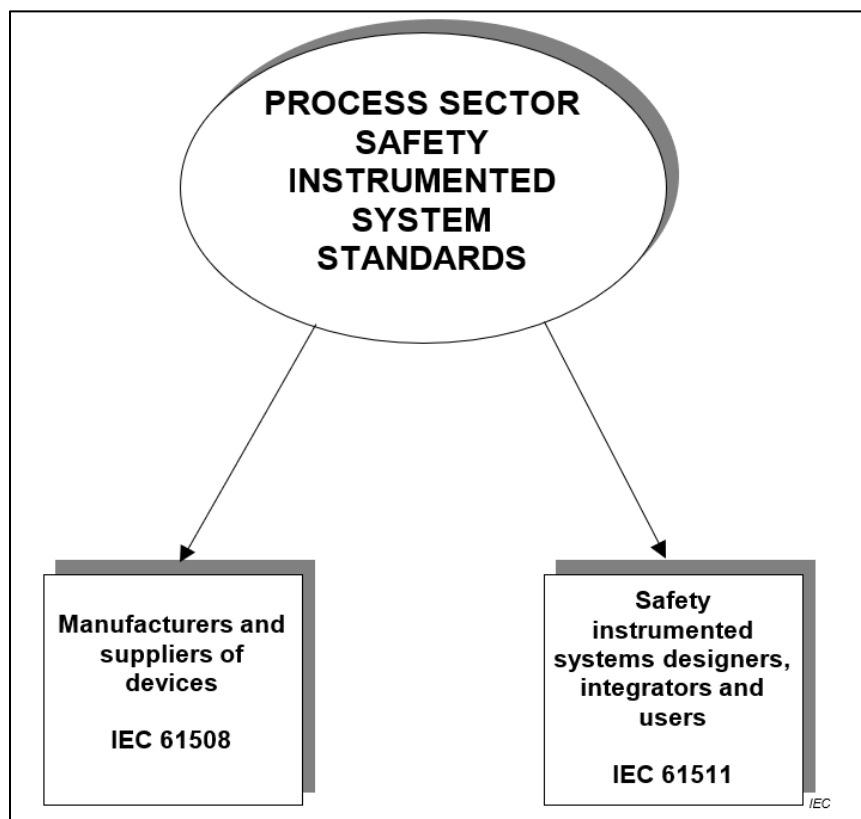 PROCESS SECTOR
SAFETY
INSTRUMENTED
SYSTEM
STANDARDS
Manufacturers and
suppliers of
devices
IEC 61508
Safety
instrumented
systems designers,
integrators and
users
IEC 61511
IEC